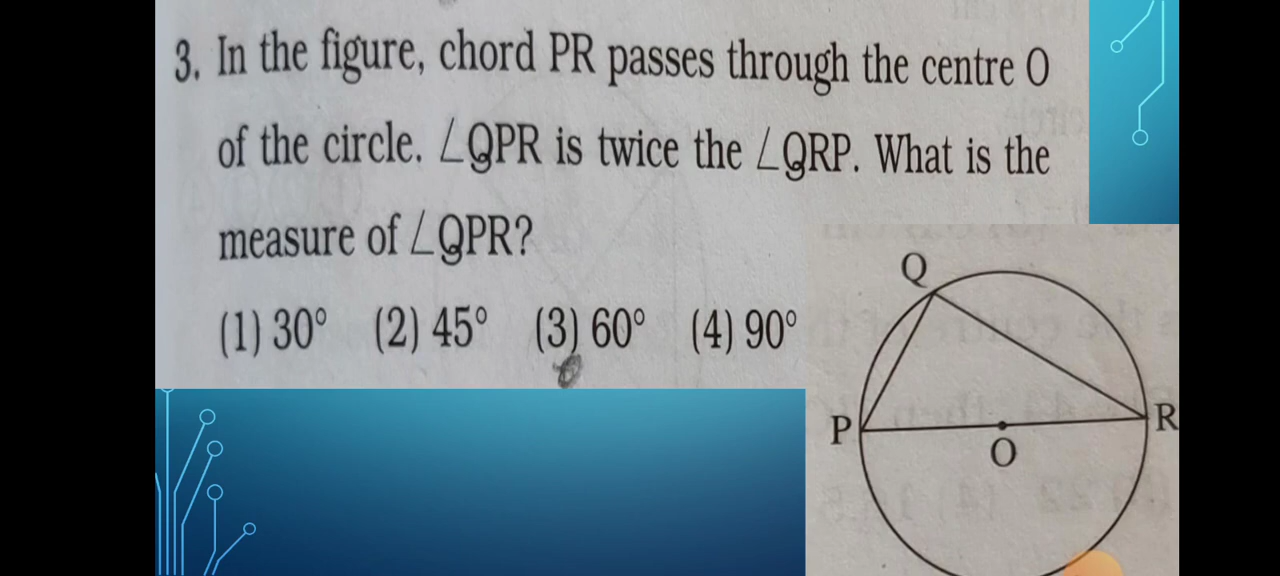 3. In the figure, chord PR passes through the centre O
of the circle. ∠QPR is twice the ∠QRP. What is the
measure of ∠QPR?
(1) 30° (2) 45° (3) 60° (4) 90°
Q
P
R
O